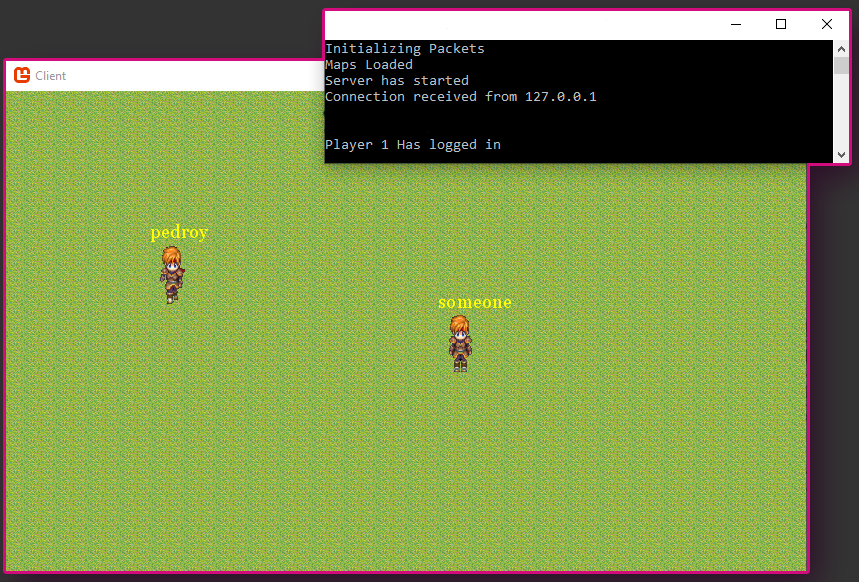 Initializing Packets
Maps Loaded
Server has started
Connection received from 127.0.0.1
Player 1 Has logged in
Client
pedroy
someone